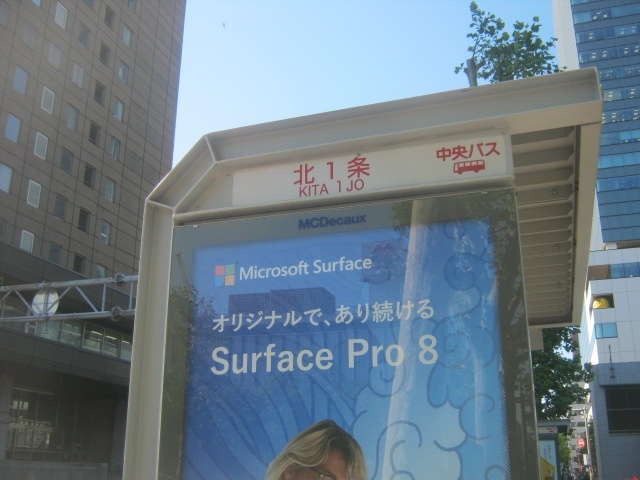 北1条
KITA 1 JO
中央バス
MCDecaux
Microsoft Surface
オリジナルで、あり続ける
Surface Pro 8